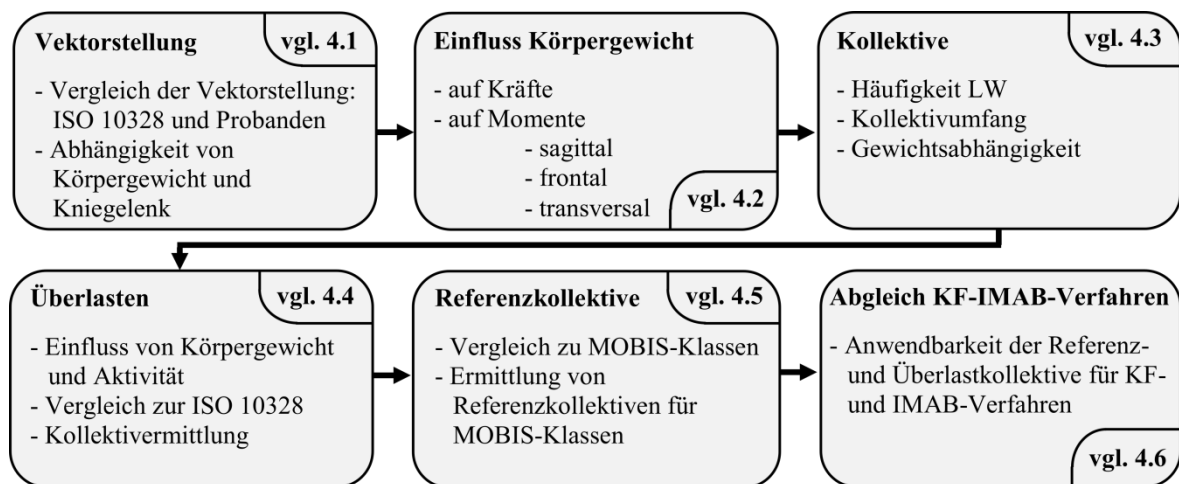 Vektorstellung
vgl. 4.1
- Vergleich der Vektorstellung:
ISO 10328 und Probanden
- Abhängigkeit von
Körpergewicht und
Kniegelenk
Einfluss Körpergewicht
- auf Kräfte
- auf Momente
- sagittal
- frontal
- transversal
vgl. 4.2
Kollektive
vgl. 4.3
- Häufigkeit LW
- Kollektivumfang
- Gewichtsabhängigkeit
Überlasten
vgl. 4.4
- Einfluss von Körpergewicht
und Aktivität
- Vergleich zur ISO 10328
- Kollektivermittlung
Referenzkollektive
vgl. 4.5
- Vergleich zu MOBIS-Klassen
- Ermittlung von
Referenzkollektiven für
MOBIS-Klassen
Abgleich KF-IMAB-Verfahren
- Anwendbarkeit der Referenz-
und Überlastkollektive für KF-
und IMAB-Verfahren
vgl. 4.6